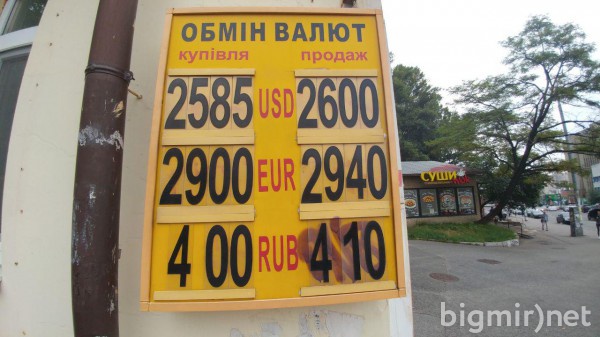 ОБМІН ВАЛЮТ
купівля продаж
2585 USD 2600
2900 EUR 2940
4 00 RUB 4 10
СУШИ
bigmir)net